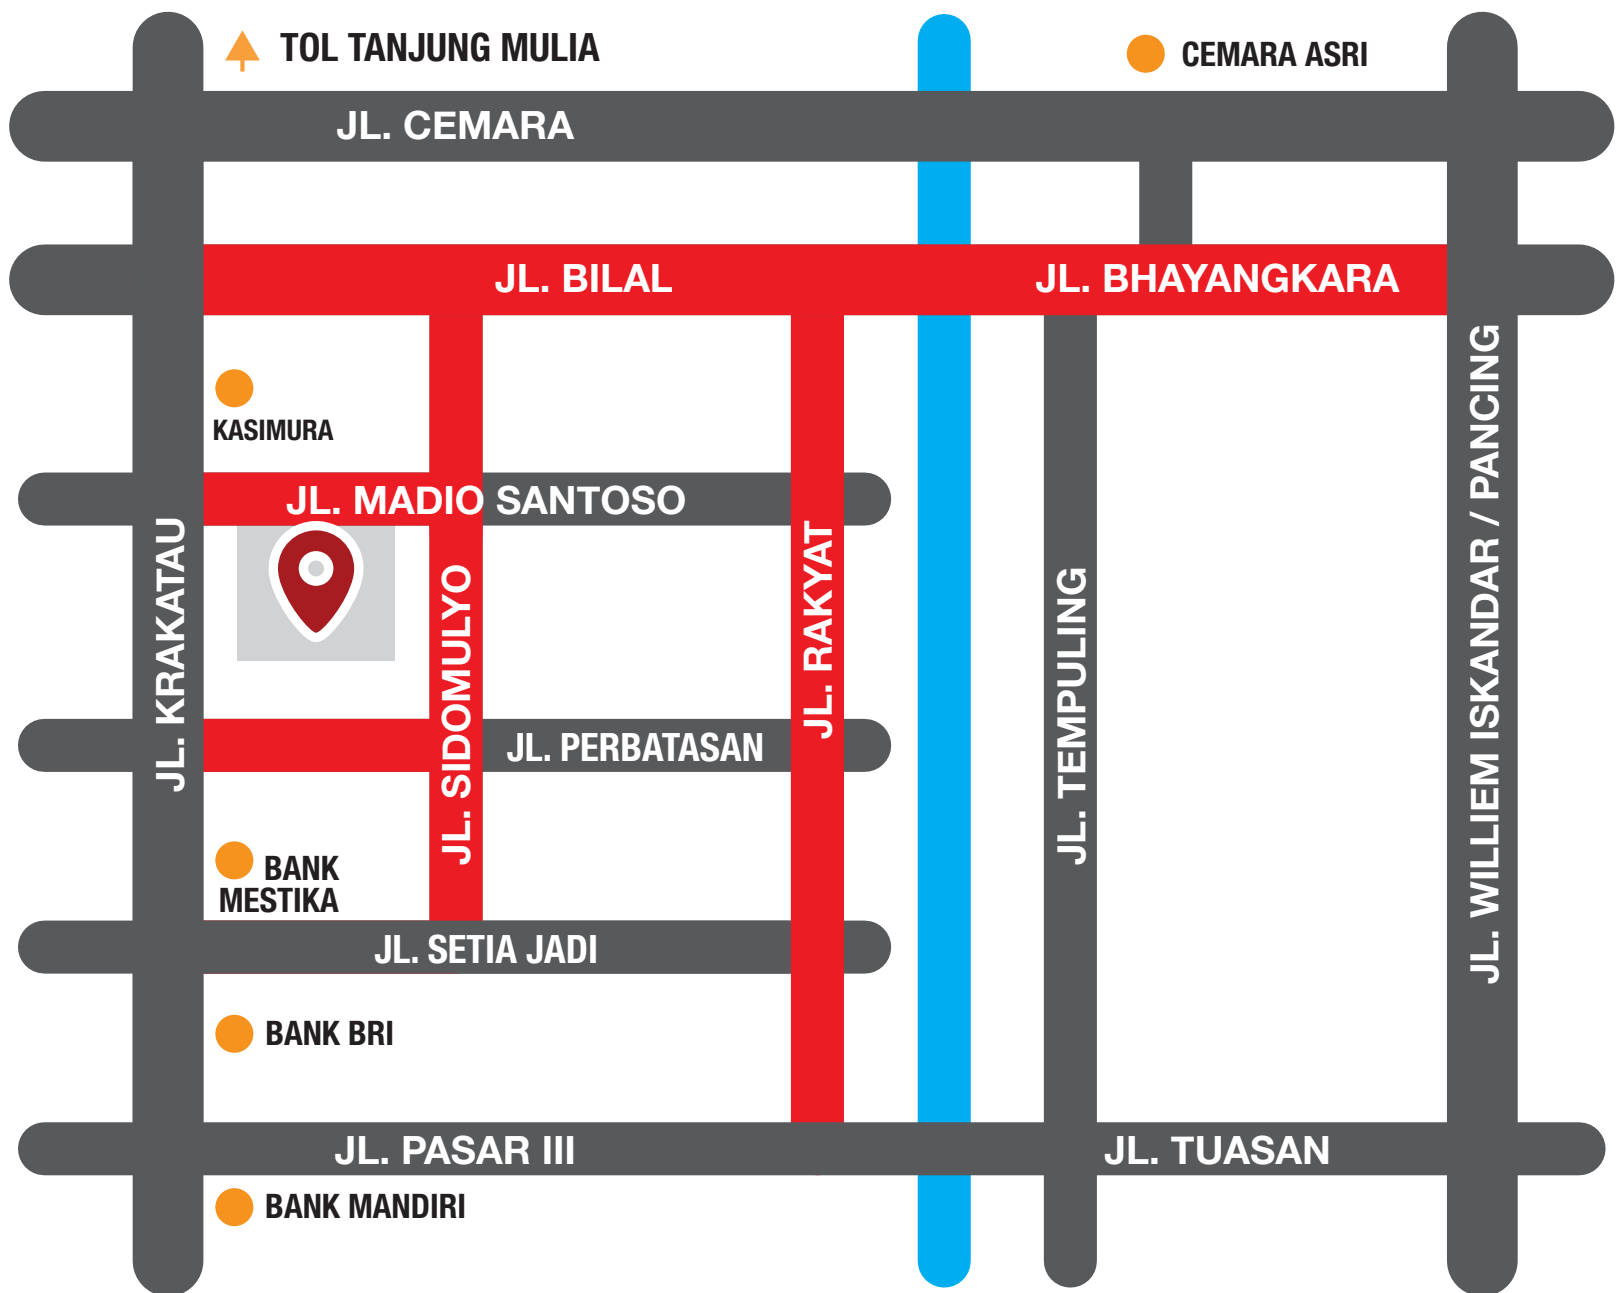 TOL TANJUNG MULIA
CEMARA ASRI
JL. CEMARA
JL. BILAL
JL. BHAYANGKARA
KASIMURA
JL. MADIO SANTOSO
JL. KRAKATAU
JL. SIDOMULYO
JL. RAKYAT
JL. TEMPULING
JL. WILLIEM ISKANDAR / PANCING
JL. PERBATASAN
BANK
MESTIKA
JL. SETIA JADI
BANK BRI
JL. PASAR III
JL. TUASAN
BANK MANDIRI